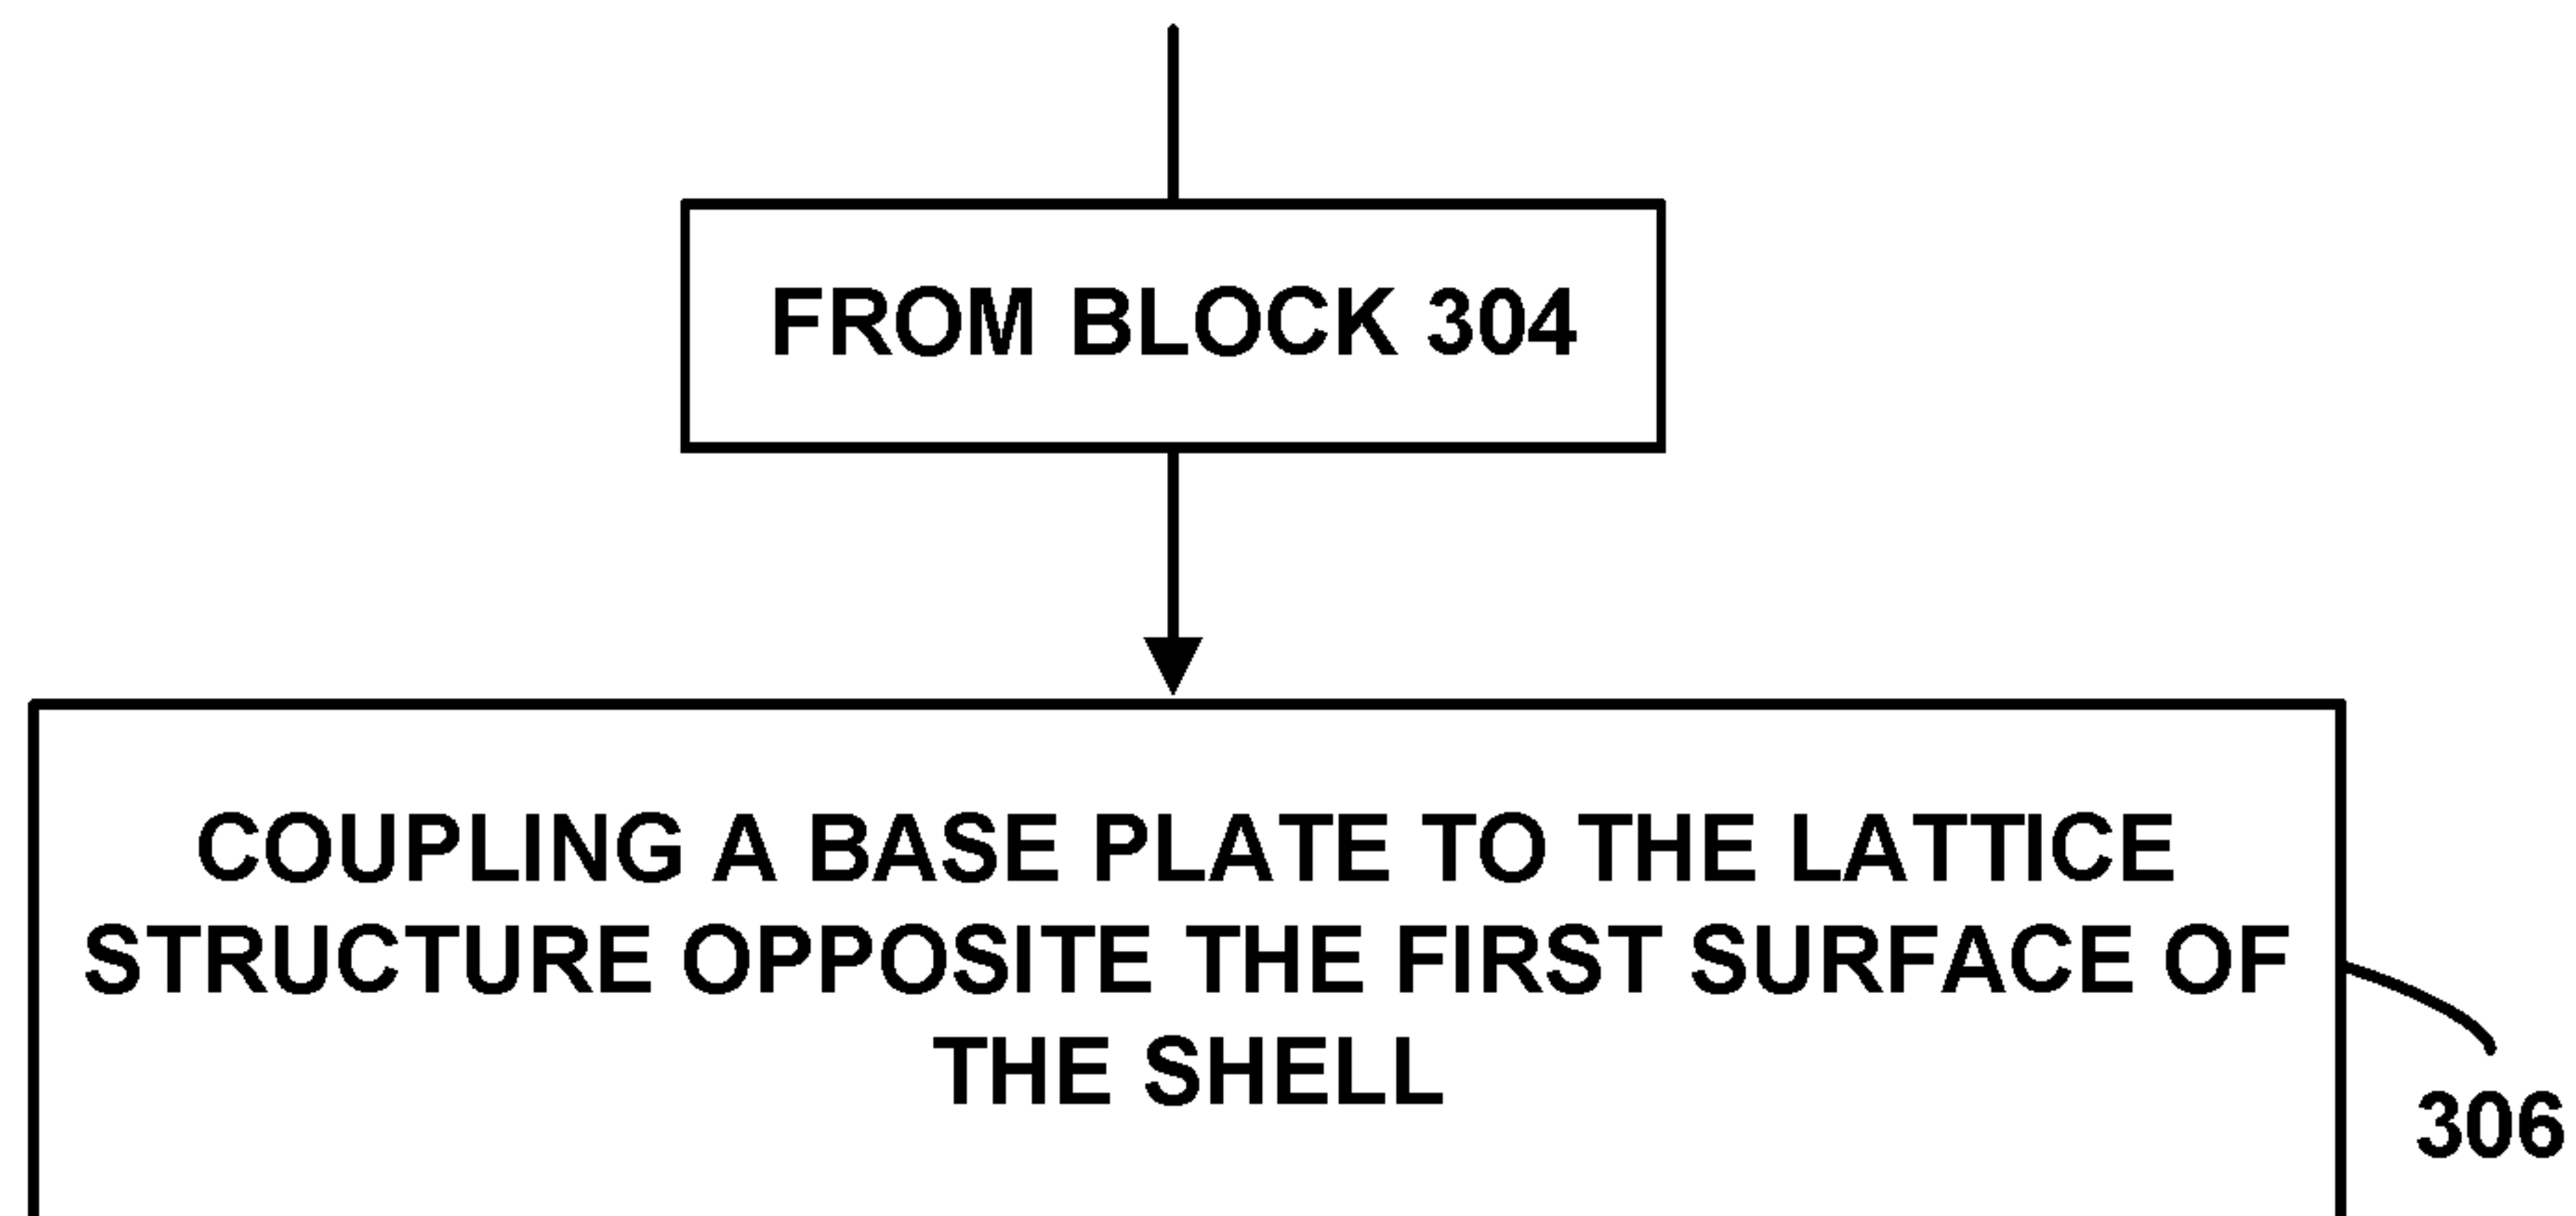 FROM BLOCK 304
COUPLING A BASE PLATE TO THE LATTICE
STRUCTURE OPPOSITE THE FIRST SURFACE OF
THE SHELL
306